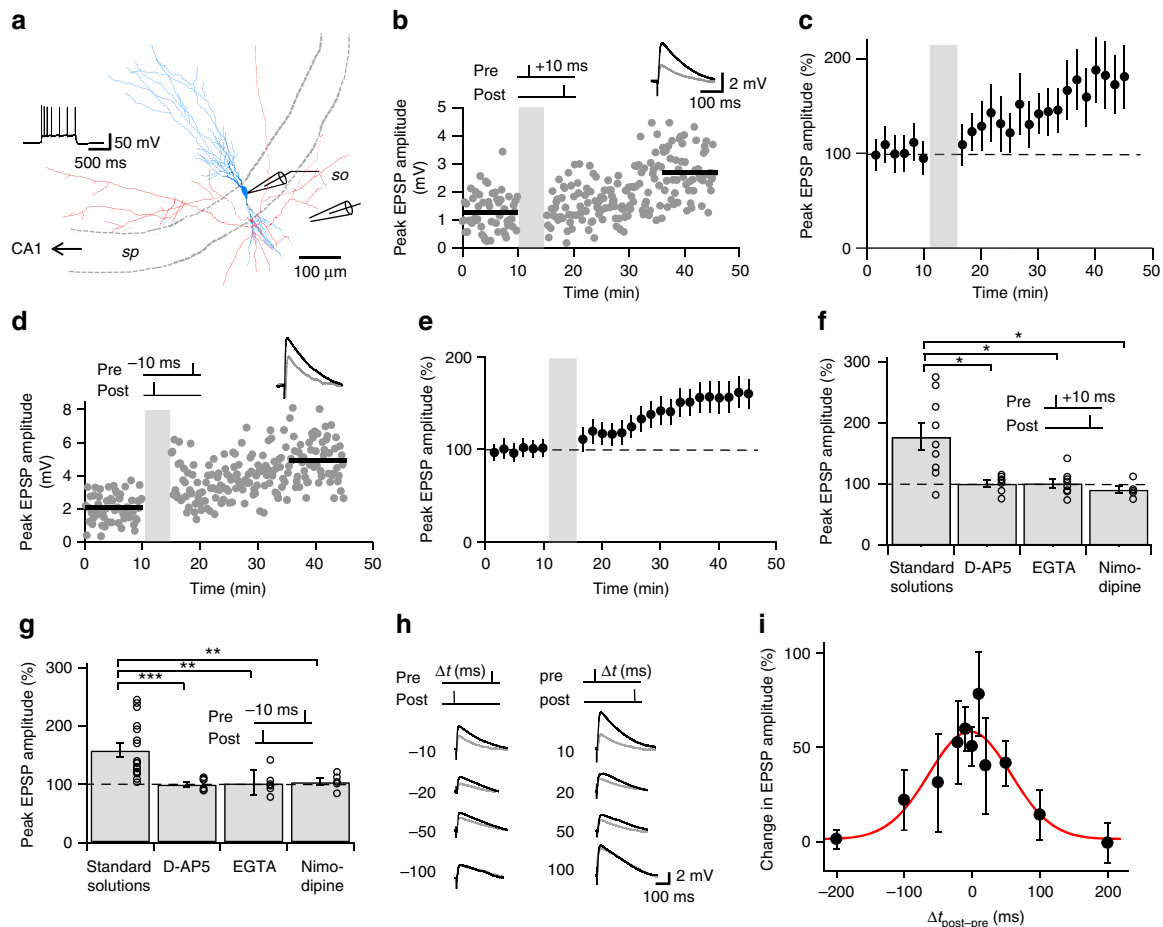 a
50 mV
500 ms
so
CA1
sp
100 μm
b
Pre
+10 ms
Post
2 mV
100 ms
Peak EPSP amplitude
(mV)
5
4
3
2
1
0
0
10
20
30
40
50
Time (min)
c
Peak EPSP amplitude (%)
200
100
0
0
10
20
30
40
50
Time (min)
d
Pre
−10 ms
Post
Peak EPSP amplitude
(mV)
8
6
4
2
0
0
10
20
30
40
50
Time (min)
e
Peak EPSP amplitude (%)
200
100
0
0
10
20
30
40
50
Time (min)
f
Peak EPSP amplitude (%)
300
200
100
0
*
*
*
Pre
+10 ms
Post
Standard
solutions
D-AP5
EGTA
Nimo-
dipine
g
Peak EPSP amplitude (%)
300
200
100
0
**
**
***
Pre
−10 ms
Post
Standard
solutions
D-AP5
EGTA
Nimo-
dipine
h
Pre
Δt (ms)
Post
pre
Δt (ms)
post
−10
10
−20
20
−50
50
−100
100
2 mV
100 ms
i
Change in EPSP amplitude (%)
100
50
0
−200
−100
0
100
200
Δtpost–pre (ms)